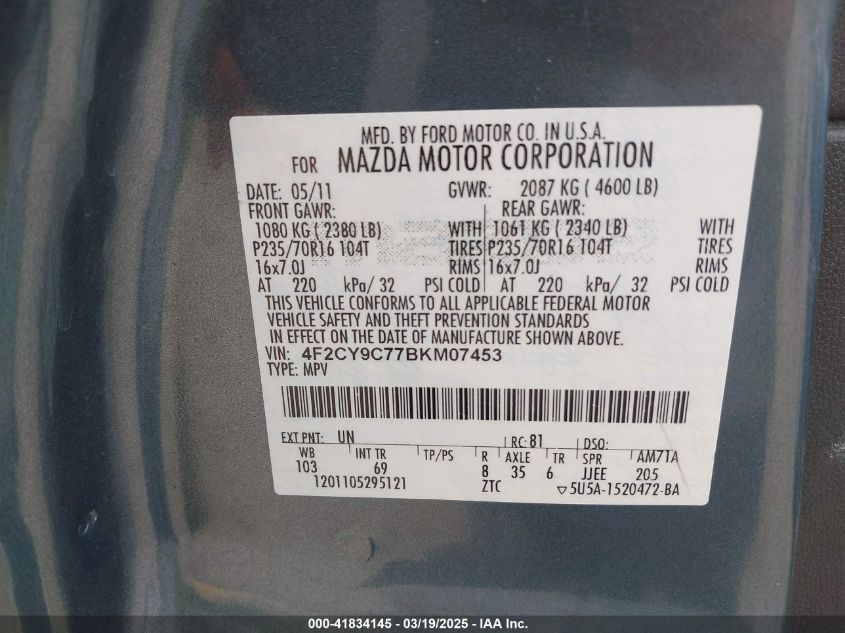 MFD. BY FORD MOTOR CO. IN U.S.A.
FOR MAZDA MOTOR CORPORATION
DATE: 05/11 GVWR: 2087 KG ( 4600 LB)
FRONT GAWR: REAR GAWR:
1080 KG ( 2380 LB) WITH 1061 KG ( 2340 LB) WITH
P235/70R16 104T TIRES P235/70R16 104T TIRES
16x7.0J RIMS 16x7.0J RIMS
AT 220 kPa/ 32 PSI COLD AT 220 kPa/ 32 PSI COLD
THIS VEHICLE CONFORMS TO ALL APPLICABLE FEDERAL MOTOR
VEHICLE SAFETY AND THEFT PREVENTION STANDARDS
IN EFFECT ON THE DATE OF MANUFACTURE SHOWN ABOVE.
VIN: 4F2CY9C77BKM07453
TYPE: MPV
EXT PNT: UN RC: 81 DSO:
WB INT TR TP/PS R AXLE TR SPR AM71A
103 69 8 35 6 JJEE 205
1201105295121 ZTC ▽5U5A-1520472-BA
000-41834145 - 03/19/2025 - IAA Inc.